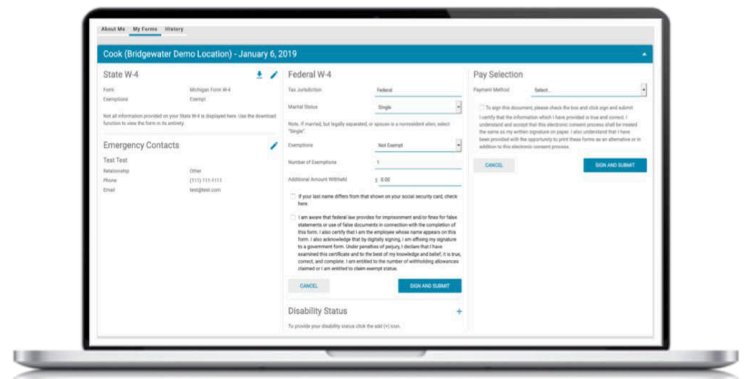 About Me My Forms History
Cook (Bridgewater Demo Location) - January 6, 2019
State W-4
Form Michigan Form W-4
Exemptions Exempt
Not all information provided on your State W-4 is displayed here. Use the download
function to view the form in its entirety.
Emergency Contacts
Test Test
Relationship Other
Phone (111) 111-1111
Email test@test.com
Federal W-4
Tax Jurisdiction Federal
Marital Status Single
Note, if married, but legally separated, or spouse is a nonresident alien, select
"Single".
Exemptions Not Exempt
Number of Exemptions 1
Additional Amount Withheld $ 0.00
If your last name differs from that shown on your social security card, check
here.
I am aware that federal law provides for imprisonment and/or fines for false
statements or use of false documents in connection with the completion of
this form. I also certify that I am the employee whose name appears on this
form. I also acknowledge that by digitally signing, I am affixing my signature
to a government form. Under penalties of perjury, I declare that I have
examined this certificate and to the best of my knowledge and belief, it is true,
correct, and complete. I am entitled to the number of withholding allowances
claimed or I am entitled to claim exempt status.
CANCEL SIGN AND SUBMIT
Disability Status +
To provide your disability status click the add (+) icon.
Pay Selection
Payment Method Select...
To sign this document, please check the box and click sign and submit.
I certify that the information which I have provided is true and correct. I
understand and accept that this electronic consent process shall be treated
the same as my written signature on paper. I also understand that I have
been provided with the opportunity to print these forms as an alternative or in
addition to this electronic consent process.
CANCEL SIGN AND SUBMIT